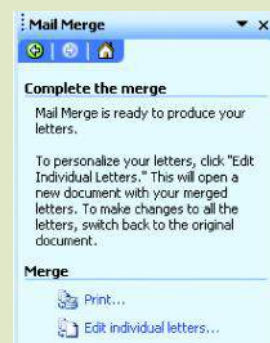 Mail Merge
Complete the merge
Mail Merge is ready to produce your
letters.
To personalize your letters, click "Edit
Individual Letters." This will open a
new document with your merged
letters. To make changes to all the
letters, switch back to the original
document.
Merge
Print...
Edit individual letters...